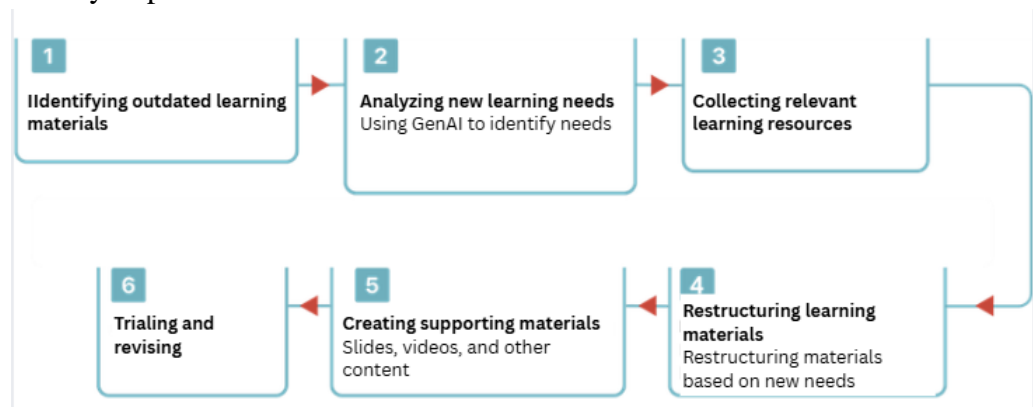 1
IIdentifying outdated learning
materials
2
Analyzing new learning needs
Using GenAI to identify needs
3
Collecting relevant
learning resources
6
Trialing and
revising
5
Creating supporting materials
Slides, videos, and other
content
4
Restructuring learning
materials
Restructuring materials
based on new needs